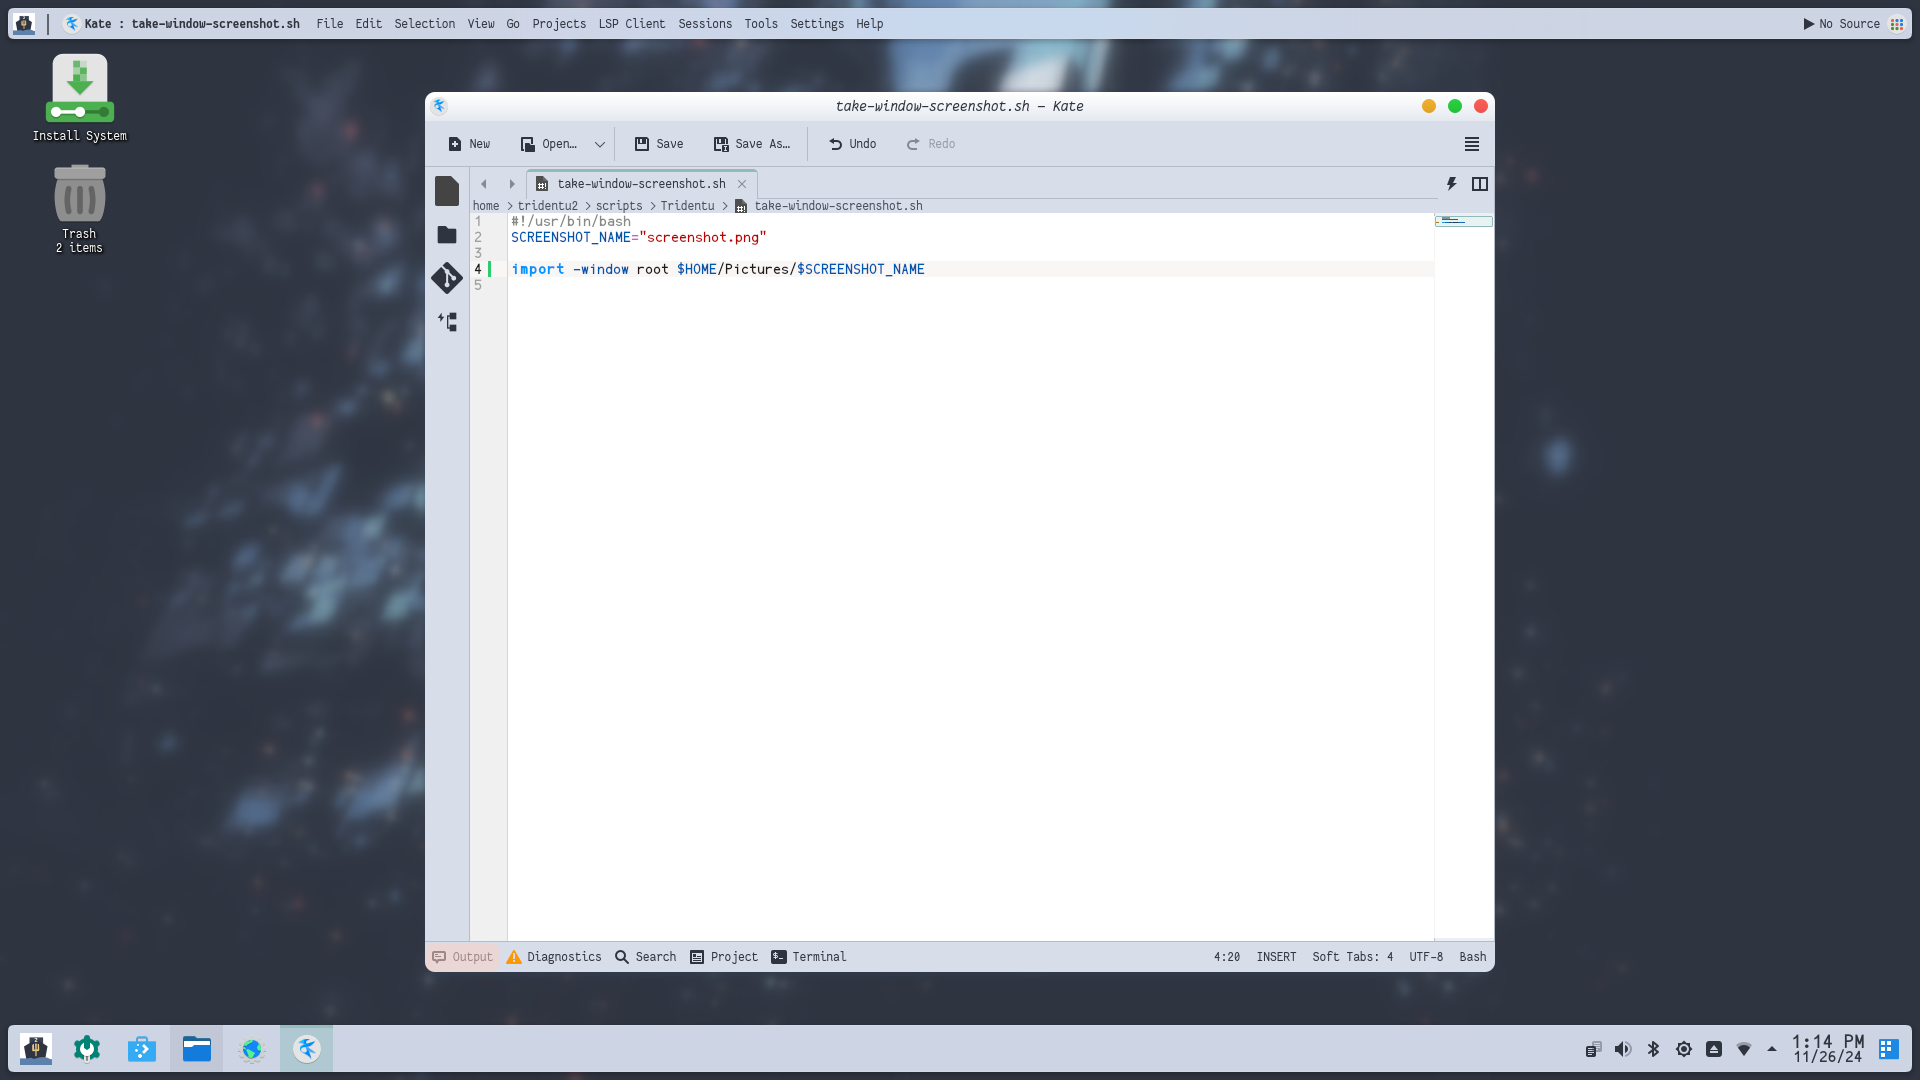 Kate : take-window-screenshot.sh File Edit Selection View Go Projects LSP Client Sessions Tools Settings Help No Source
Install System
Trash
2 items
take-window-screenshot.sh — Kate
New Open… Save Save As… Undo Redo
take-window-screenshot.sh
home > tridentu2 > scripts > Tridentu > take-window-screenshot.sh
1 #!/usr/bin/bash
2 SCREENSHOT_NAME="screenshot.png"
3
4 import -window root $HOME/Pictures/$SCREENSHOT_NAME
5
Output Diagnostics Search Project Terminal 4:20 INSERT Soft Tabs: 4 UTF-8 Bash
1:14 PM
11/26/24